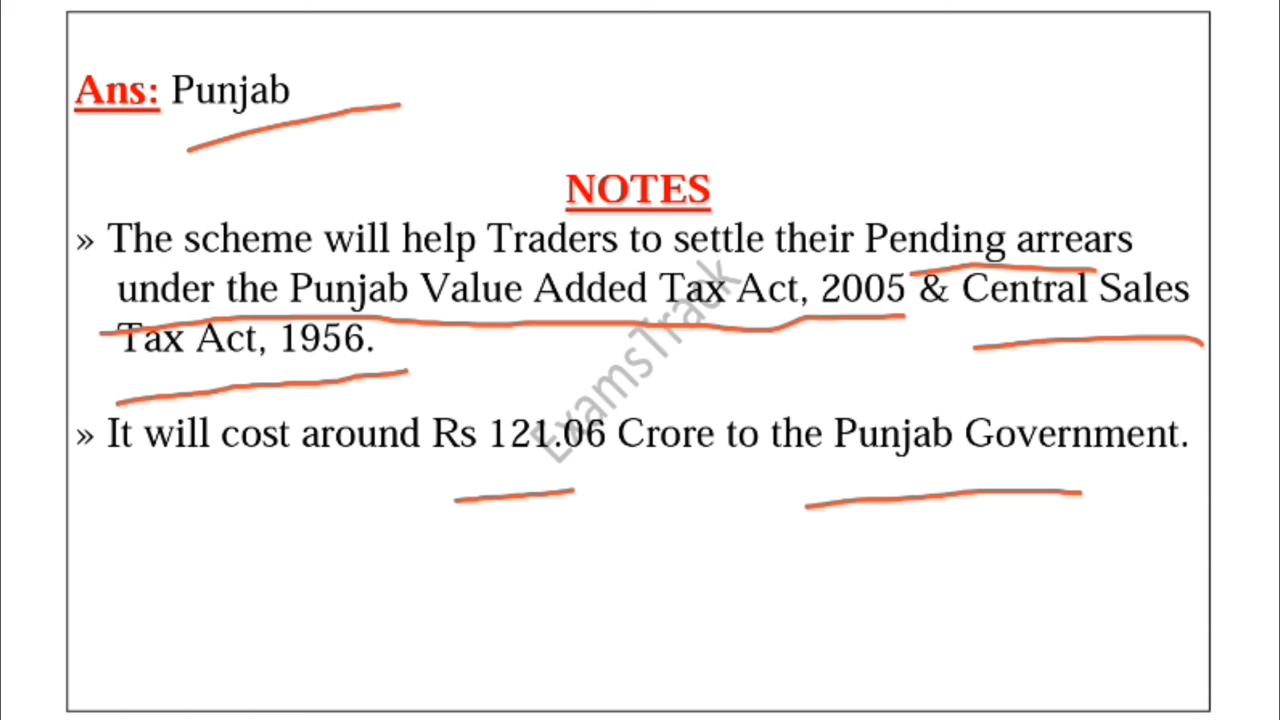 Ans: Punjab
NOTES
» The scheme will help Traders to settle their Pending arrears
under the Punjab Value Added Tax Act, 2005 & Central Sales
Tax Act, 1956.
» It will cost around Rs 121.06 Crore to the Punjab Government.
ExamsTrack